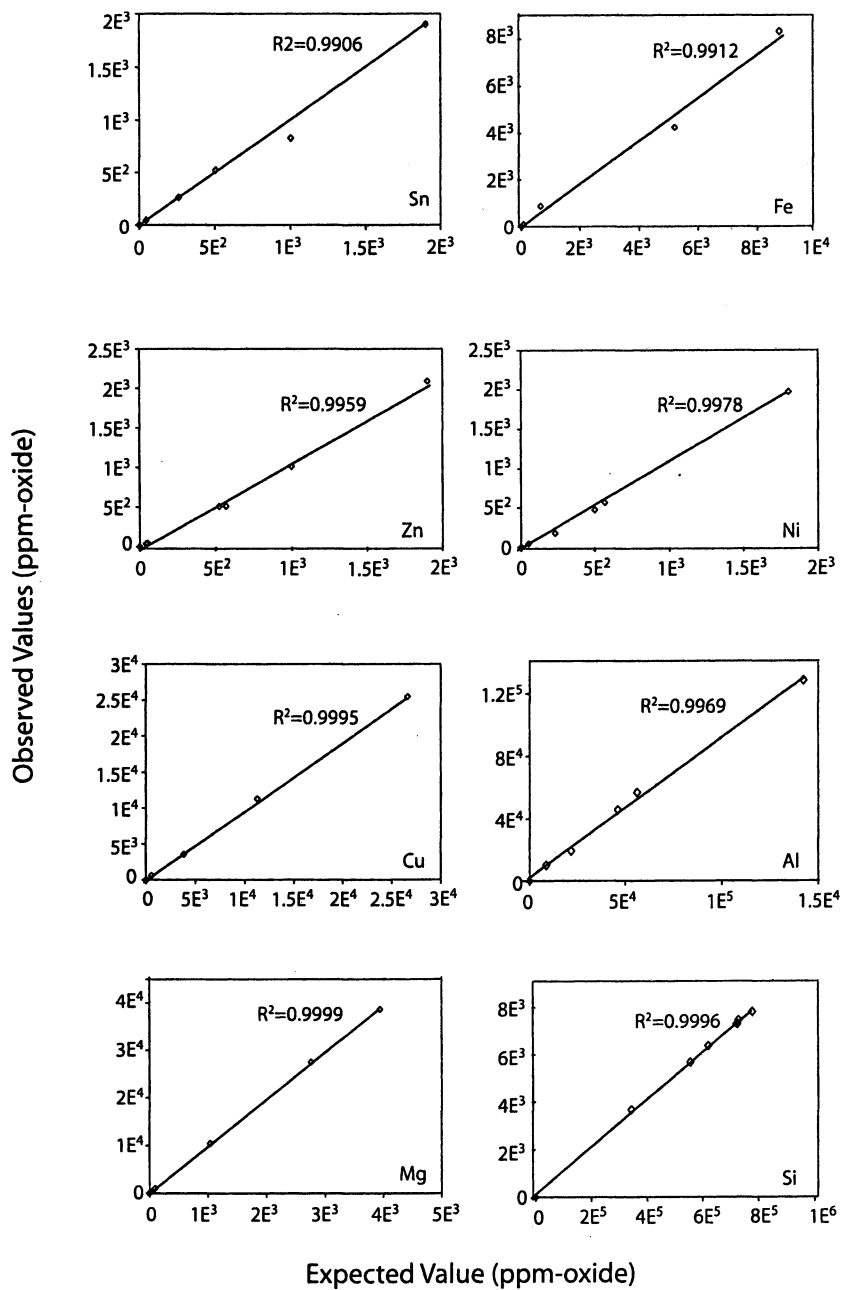 2E³
R2=0.9906
1.5E³
1E³
5E²
Sn
0
0 5E² 1E³ 1.5E³ 2E³
8E³
R²=0.9912
6E³
4E³
2E³
Fe
0
0 2E³ 4E³ 6E³ 8E³ 1E⁴
2.5E³
2E³
R²=0.9959
1.5E³
1E³
5E²
Zn
0
0 5E² 1E³ 1.5E³ 2E³
2.5E³
2E³
R²=0.9978
1.5E³
1E³
5E²
Ni
0
0 5E² 1E³ 1.5E³ 2E³
Observed Values (ppm-oxide)
3E⁴
2.5E⁴
R²=0.9995
2E⁴
1.5E⁴
1E⁴
5E³
Cu
0
0 5E³ 1E⁴ 1.5E⁴ 2E⁴ 2.5E⁴ 3E⁴
1.2E⁵
R²=0.9969
8E⁴
4E⁴
Al
0
0 5E⁴ 1E⁵ 1.5E⁴
4E⁴
R²=0.9999
3E⁴
2E⁴
1E⁴
Mg
0
0 1E³ 2E³ 3E³ 4E³ 5E³
8E³
R²=0.9996
6E³
4E³
2E³
Si
0
0 2E⁵ 4E⁵ 6E⁵ 8E⁵ 1E⁶
Expected Value (ppm-oxide)